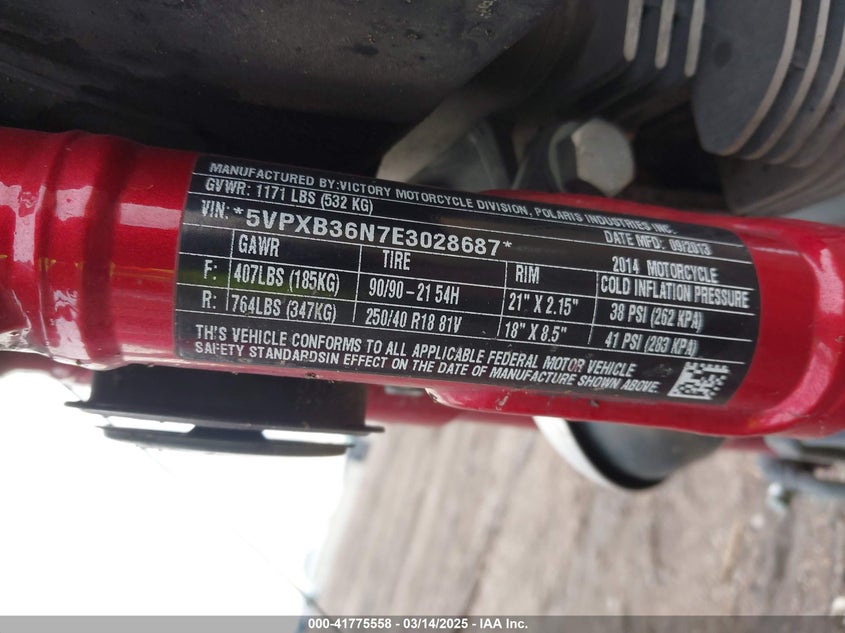 MANUFACTURED BY:VICTORY MOTORCYCLE DIVISION, POLARIS INDUSTRIES INC.
GVWR: 1171 LBS (532 KG)
DATE MFD: 09/2013
VIN: *5VPXB36N7E3028687*
2014 MOTORCYCLE
GAWR TIRE RIM COLD INFLATION PRESSURE
F: 407LBS (185KG) 90/90-21 54H 21" X 2.15" 38 PSI (262 KPA)
R: 764LBS (347KG) 250/40 R18 81V 18" X 8.5" 41 PSI (283 KPA)
TH'S VEHICLE CONFORMS TO ALL APPLICABLE FEDERAL MOTOR VEHICLE
SAFETY STANDARDSIN EFFECT ON THE DATE OF MANUFACTURE SHOWN ABOVE.
000-41775558 - 03/14/2025 - IAA Inc.